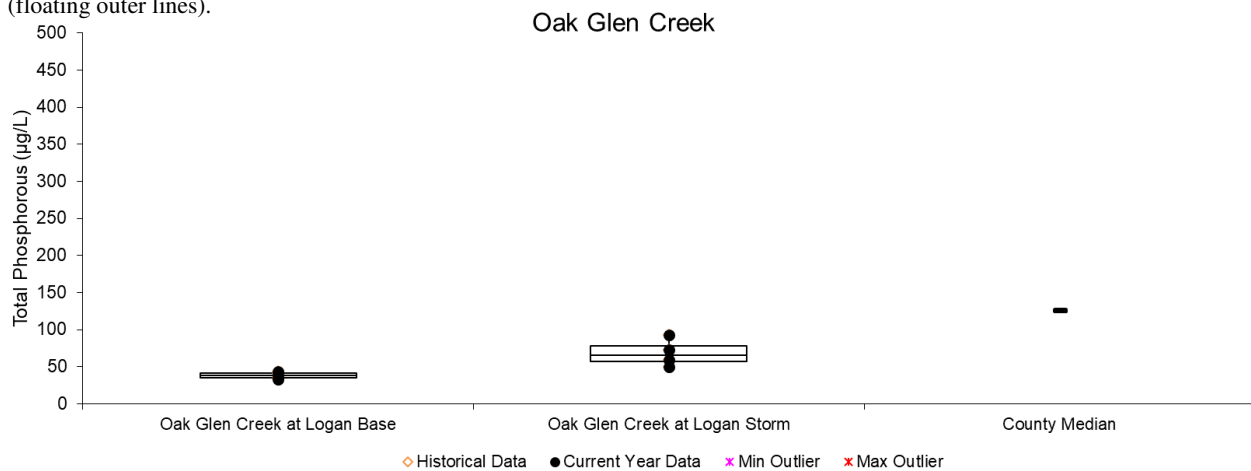 (floating outer lines).
Oak Glen Creek
500
450
400
350
300
250
200
150
100
50
0
Total Phosphorous (µg/L)
Oak Glen Creek at Logan Base
Oak Glen Creek at Logan Storm
County Median
Historical Data
Current Year Data
Min Outlier
Max Outlier